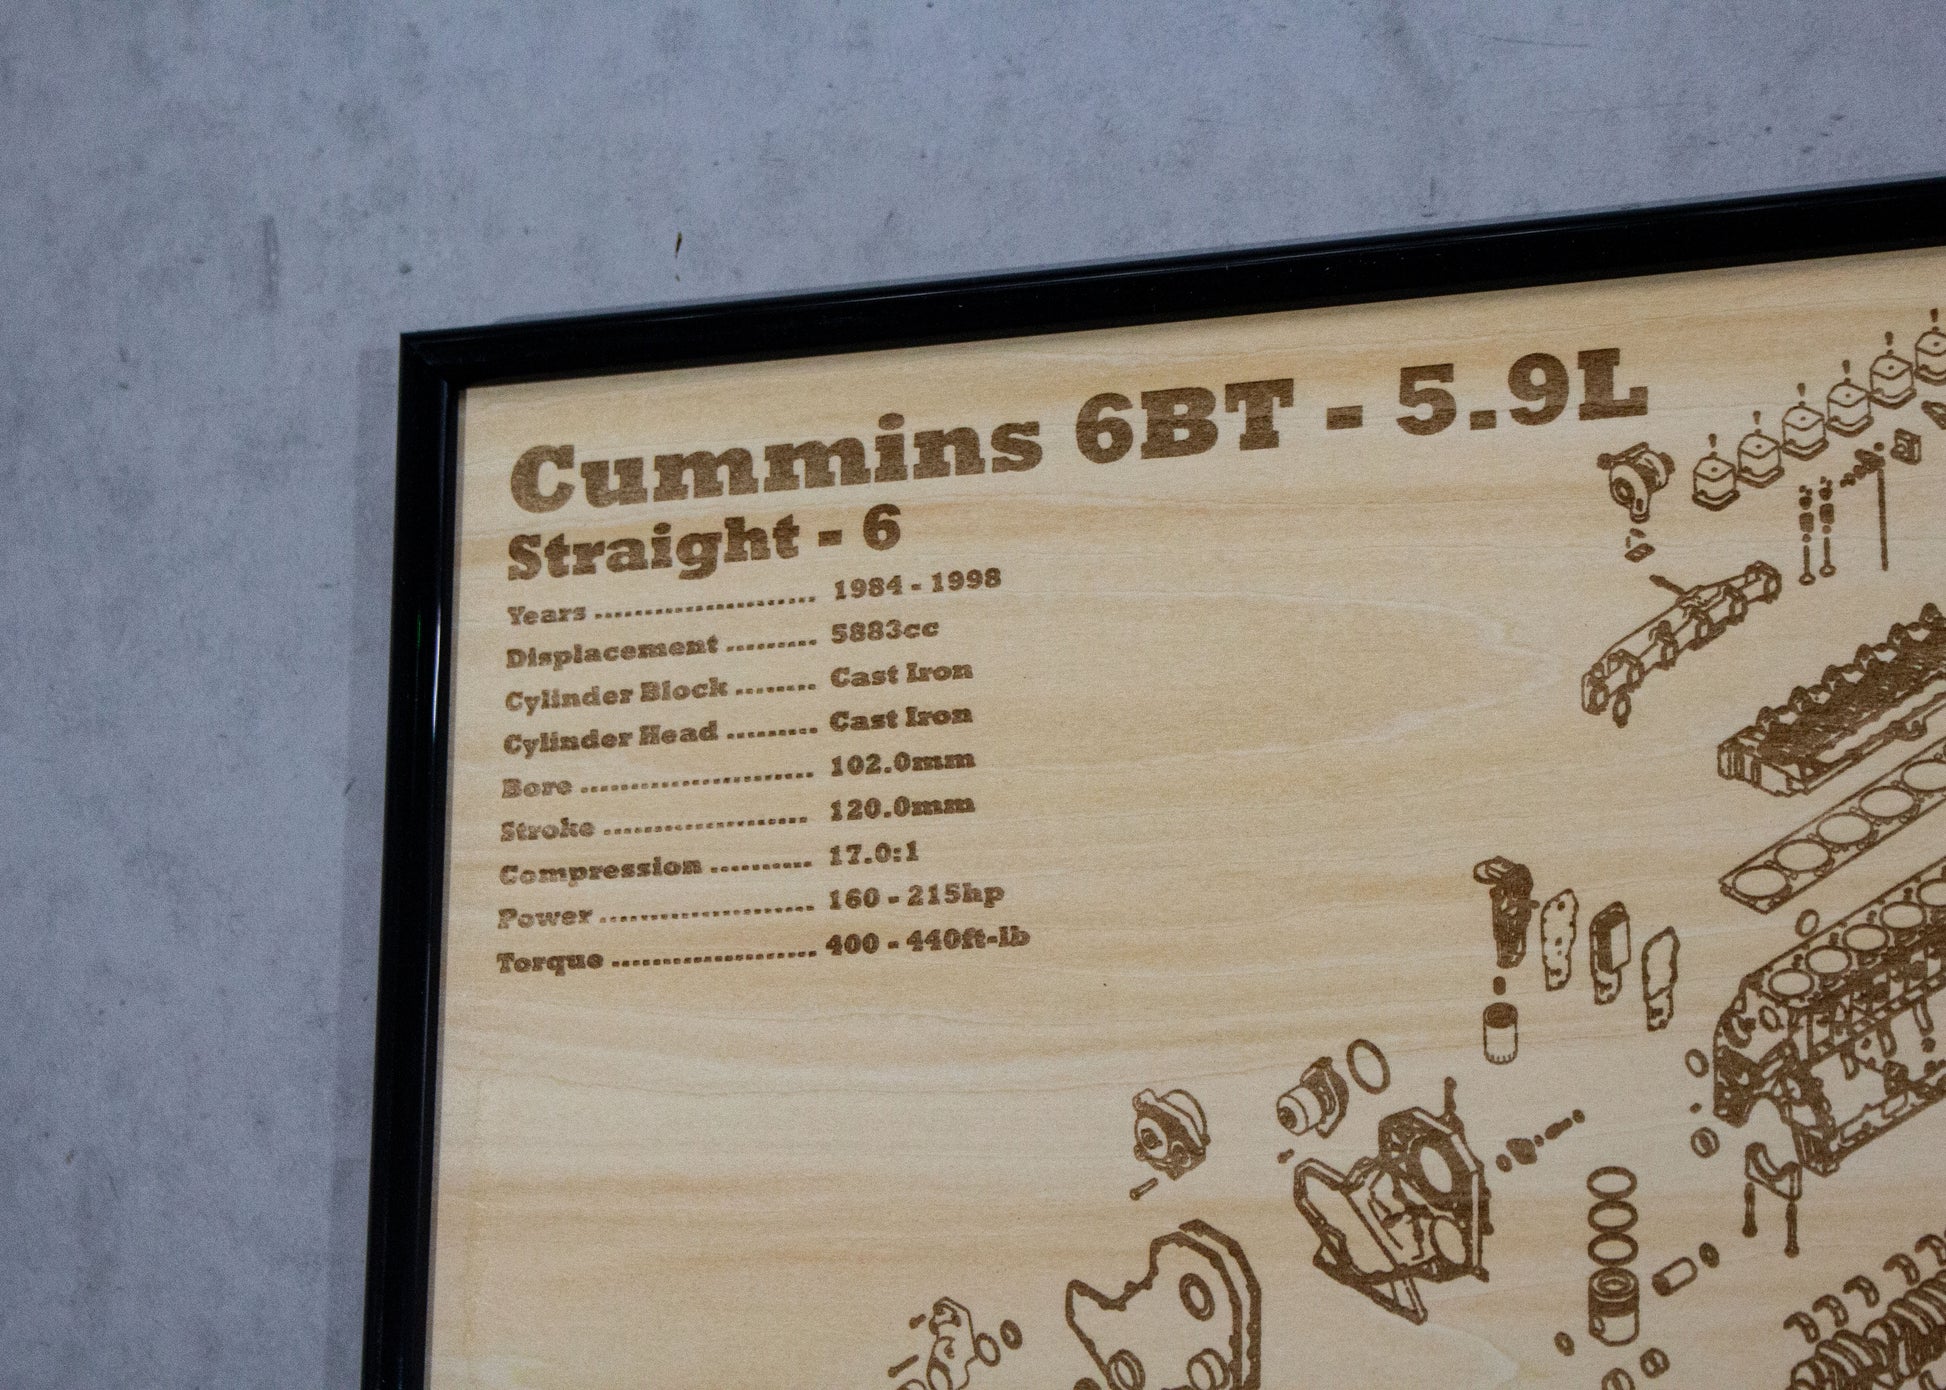 Cummins 6BT - 5.9L
Straight - 6
Years ...................... 1984 - 1998
Displacement ......... 5883cc
Cylinder Block ........ Cast Iron
Cylinder Head ......... Cast Iron
Bore ....................... 102.0mm
Stroke .................... 120.0mm
Compression .......... 17.0:1
Power ..................... 160 - 215hp
Torque .................... 400 - 440ft-lb